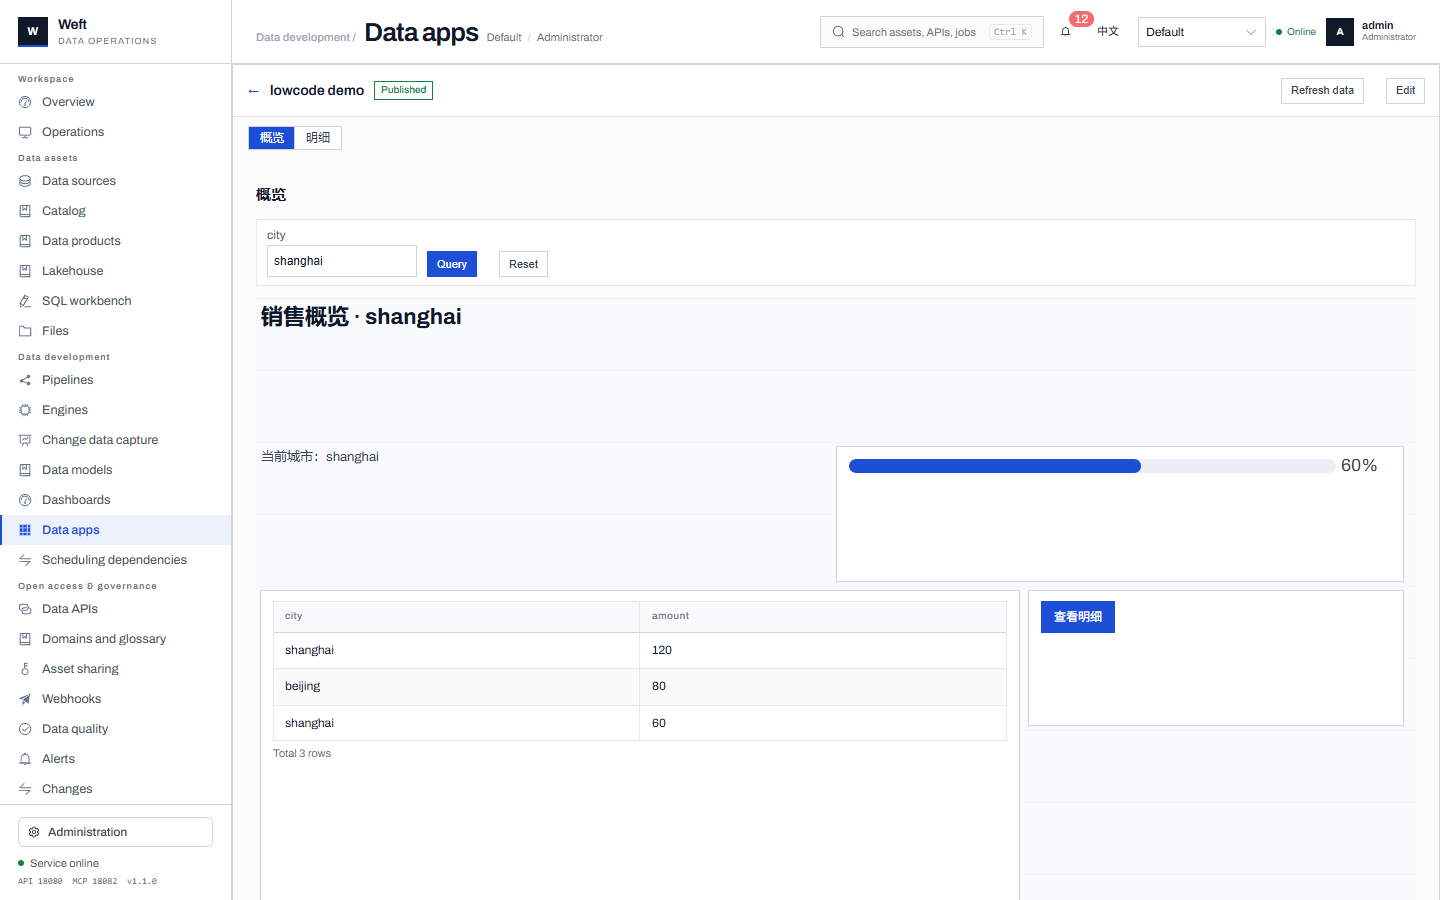 W
Weft
DATA OPERATIONS
Data development /
Data apps
Default / Administrator
Search assets, APIs, jobs
Ctrl K
12
中文
Default
Online
A
admin
Administrator
Workspace
Overview
Operations
Data assets
Data sources
Catalog
Data products
Lakehouse
SQL workbench
Files
Data development
Pipelines
Engines
Change data capture
Data models
Dashboards
Data apps
Scheduling dependencies
Open access & governance
Data APIs
Domains and glossary
Asset sharing
Webhooks
Data quality
Alerts
Changes
Administration
Service online
API 18080 MCP 18082 v1.1.0
← lowcode demo
Published
Refresh data
Edit
概览
明细
概览
city
shanghai
Query
Reset
销售概览 · shanghai
当前城市：shanghai
60%
city amount
shanghai 120
beijing 80
shanghai 60
Total 3 rows
查看明细